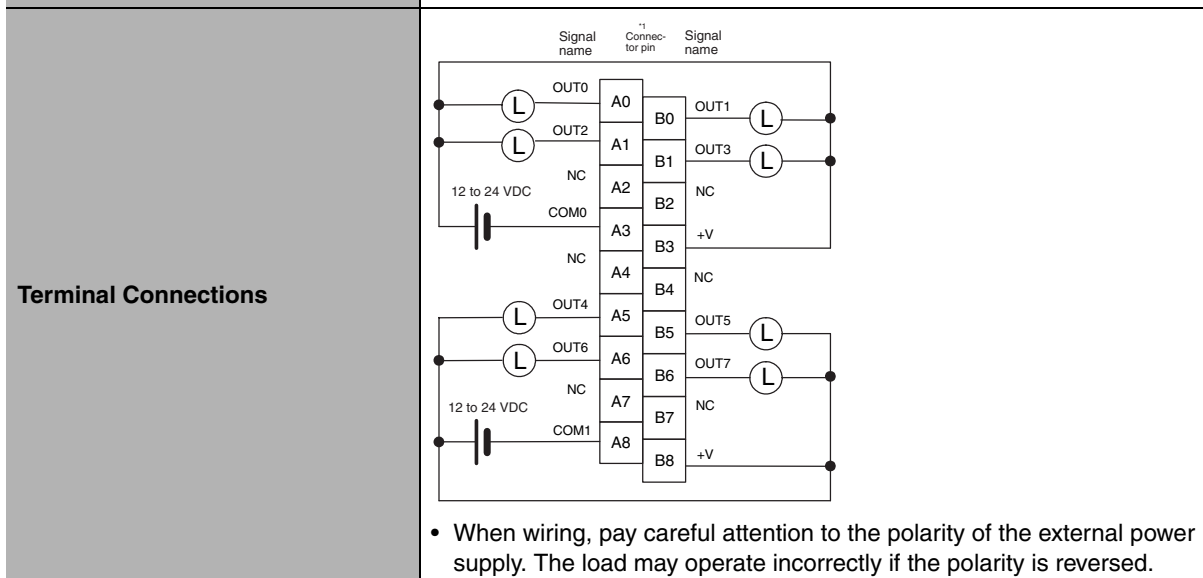 Terminal Connections
Signal name
*1
Connec-
tor pin
Signal name
OUT0
A0
B0
OUT1
L
L
OUT2
A1
B1
OUT3
L
L
NC
A2
B2
NC
12 to 24 VDC
COM0
A3
B3
+V
NC
A4
B4
NC
OUT4
A5
B5
OUT5
L
L
OUT6
A6
B6
OUT7
L
L
NC
A7
B7
NC
12 to 24 VDC
COM1
A8
B8
+V
• When wiring, pay careful attention to the polarity of the external power
supply. The load may operate incorrectly if the polarity is reversed.